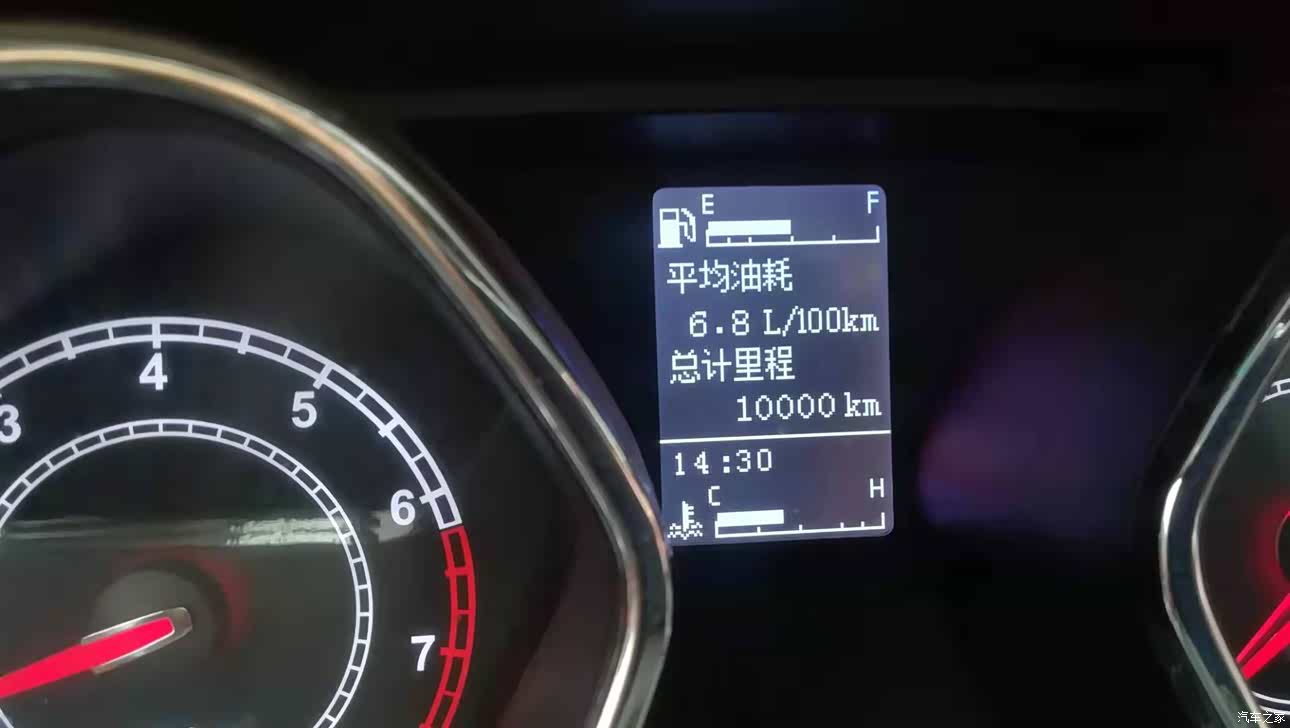 E F
平均油耗
6.8 L/100km
总计里程
10000 km
14:30
C H
3
4
5
6
7
汽车之家